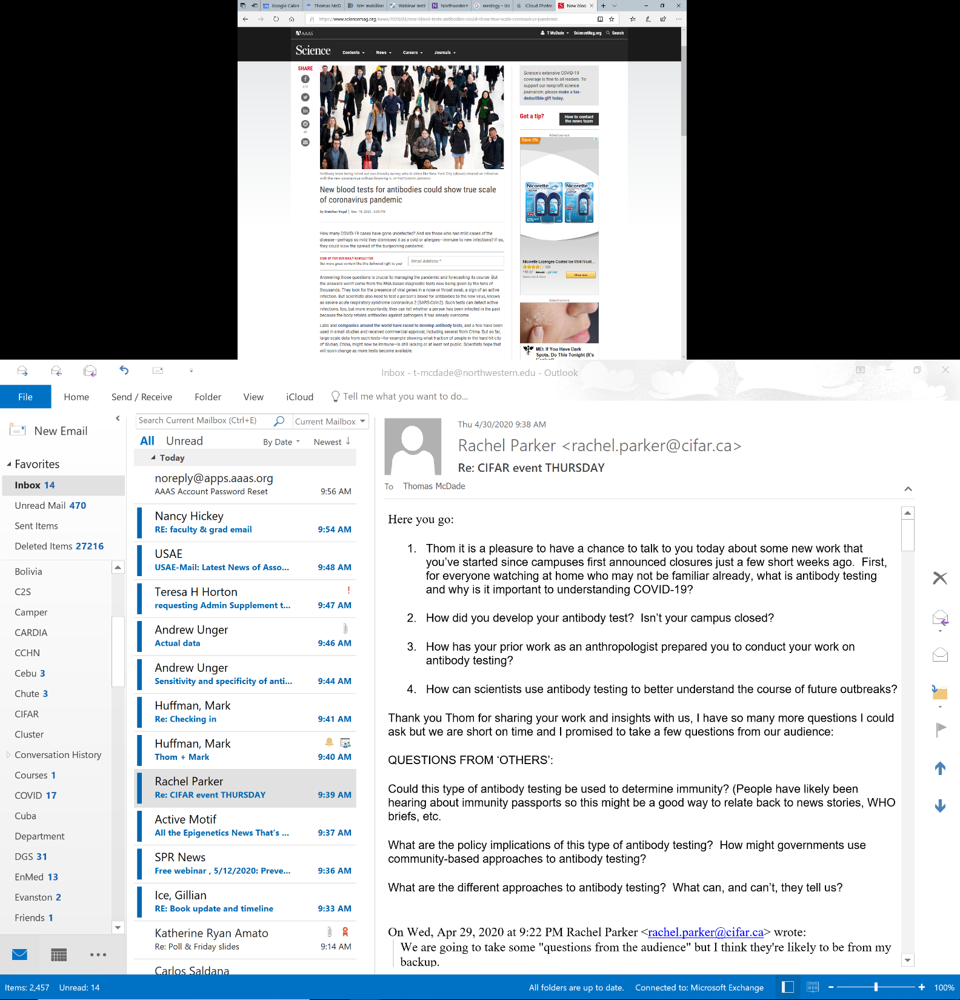 Google Calen
Thomas McD
NIH mobilizes
Webinar Instr
Northwestern
serology - Go
iCloud Photos
New bloo
https://www.sciencemag.org/news/2020/03/new-blood-tests-antibodies-could-show-true-scale-coronavirus-pandemic
AAAS
T McDade
ScienceMag.org
Search
Science
Contents
News
Careers
Journals
SHARE
61K
4K
Antibody tests being rolled out can broadly survey who in cities like New York City (above) cleared an infection
with the new coronavirus without knowing it. AP PHOTO/MARK LENNIHAN
New blood tests for antibodies could show true scale
of coronavirus pandemic
By Gretchen Vogel | Mar. 19, 2020, 5:35 PM
How many COVID-19 cases have gone undetected? And are those who had mild cases of the
disease—perhaps so mild they dismissed it as a cold or allergies—immune to new infections? If so,
they could slow the spread of the burgeoning pandemic.
SIGN UP FOR OUR DAILY NEWSLETTER
Get more great content like this delivered right to you!
Email Address *
Answering those questions is crucial to managing the pandemic and forecasting its course. But
the answers won't come from the RNA-based diagnostic tests now being given by the tens of
thousands. They look for the presence of viral genes in a nose or throat swab, a sign of an active
infection. But scientists also need to test a person's blood for antibodies to the new virus, known
as severe acute respiratory syndrome coronavirus 2 (SARS-CoV-2). Such tests can detect active
infections, too, but more importantly, they can tell whether a person has been infected in the past
because the body retains antibodies against pathogens it has already overcome.
Labs and companies around the world have raced to develop antibody tests, and a few have been
used in small studies and received commercial approval, including several from China. But so far,
large-scale data from such tests—for example showing what fraction of people in the hard-hit city
of Wuhan, China, might now be immune—is still lacking or at least not public. Scientists hope that
will soon change as more tests become available.
Science's extensive COVID-19
coverage is free to all readers. To
support our nonprofit science
journalism, please make a tax-
deductible gift today.
Got a tip?
How to contact
the news team
Advertisement
Save 5%
Nicorette
Nicorette
4 mg
4 mg
Nicorette Lozenges Coated Ice Mint Nicoti...
308
$48.67
prime
Subscribe & Save
Shop now
Advertisement
MD: If You Have Dark
Spots, Do This Tonight (It's
Inbox - t-mcdade@northwestern.edu - Outlook
File
Home
Send / Receive
Folder
View
iCloud
Tell me what you want to do...
New Email
Favorites
Inbox 14
Unread Mail 470
Sent Items
Deleted Items 27216
Bolivia
C2S
Camper
CARDIA
CCHN
Cebu 3
Chute 3
CIFAR
Cluster
Conversation History
Courses 1
COVID 17
Cuba
Department
DGS 31
EnMed 13
Evanston 2
Friends 1
Search Current Mailbox (Ctrl+E)
Current Mailbox
All Unread
By Date
Newest
Today
noreply@apps.aaas.org
AAAS Account Password Reset 9:56 AM
Nancy Hickey
RE: faculty & grad email 9:54 AM
USAE
USAE-Mail: Latest News of Asso... 9:48 AM
Teresa H Horton !
requesting Admin Supplement t... 9:47 AM
Andrew Unger
Actual data 9:46 AM
Andrew Unger
Sensitivity and specificity of anti... 9:44 AM
Huffman, Mark
Re: Checking in 9:41 AM
Huffman, Mark
Thom + Mark 9:40 AM
Rachel Parker
Re: CIFAR event THURSDAY 9:39 AM
Active Motif
All the Epigenetics News That's ... 9:37 AM
SPR News
Free webinar , 5/12/2020: Preve... 9:36 AM
Ice, Gillian
RE: Book update and timeline 9:33 AM
Katherine Ryan Amato
Re: Poll & Friday slides 9:14 AM
Carlos Saldana
Thu 4/30/2020 9:38 AM
Rachel Parker <rachel.parker@cifar.ca>
Re: CIFAR event THURSDAY
To Thomas McDade
Here you go:
1. Thom it is a pleasure to have a chance to talk to you today about some new work that
you've started since campuses first announced closures just a few short weeks ago. First,
for everyone watching at home who may not be familiar already, what is antibody testing
and why is it important to understanding COVID-19?
2. How did you develop your antibody test? Isn't your campus closed?
3. How has your prior work as an anthropologist prepared you to conduct your work on
antibody testing?
4. How can scientists use antibody testing to better understand the course of future outbreaks?
Thank you Thom for sharing your work and insights with us, I have so many more questions I could
ask but we are short on time and I promised to take a few questions from our audience:
QUESTIONS FROM 'OTHERS':
Could this type of antibody testing be used to determine immunity? (People have likely been
hearing about immunity passports so this might be a good way to relate back to news stories, WHO
briefs, etc.
What are the policy implications of this type of antibody testing? How might governments use
community-based approaches to antibody testing?
What are the different approaches to antibody testing? What can, and can't, they tell us?
On Wed, Apr 29, 2020 at 9:22 PM Rachel Parker <rachel.parker@cifar.ca> wrote:
We are going to take some "questions from the audience" but I think they're likely to be from my
backup.
Items: 2,457
Unread: 14
All folders are up to date.
Connected to: Microsoft Exchange
100%